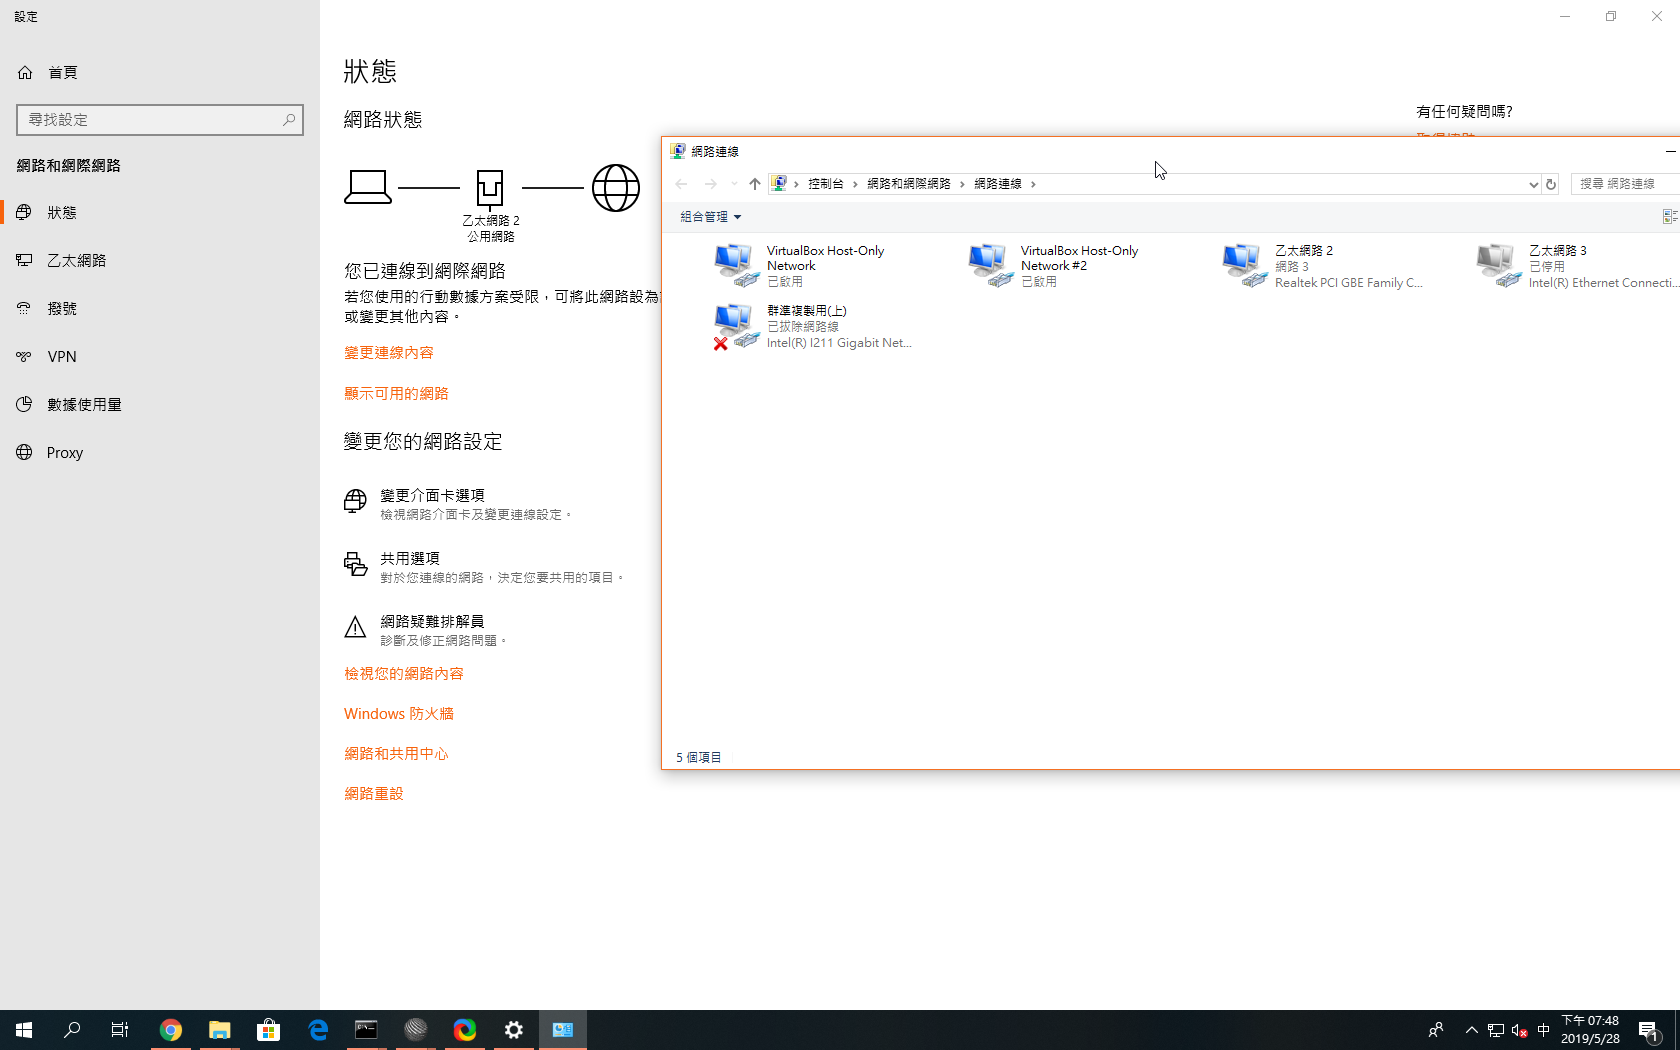 設定
首頁
尋找設定
網路和網際網路
狀態
乙太網路
撥號
VPN
數據使用量
Proxy
狀態
網路狀態
乙太網路 2
公用網路
您已連線到網際網路
若您使用的行動數據方案受限，可將此網路設為
或變更其他內容。
變更連線內容
顯示可用的網路
變更您的網路設定
變更介面卡選項
檢視網路介面卡及變更連線設定。
共用選項
對於您連線的網路，決定您要共用的項目。
網路疑難排解員
診斷及修正網路問題。
檢視您的網路內容
Windows 防火牆
網路和共用中心
網路重設
有任何疑問嗎?
網路連線
控制台 › 網路和網際網路 › 網路連線 ›
搜尋 網路連線
組合管理
VirtualBox Host-Only
Network
已啟用
VirtualBox Host-Only
Network #2
已啟用
乙太網路 2
網路 3
Realtek PCI GBE Family C...
乙太網路 3
已停用
Intel(R) Ethernet Connecti...
群準複製用(上)
已拔除網路線
Intel(R) I211 Gigabit Net...
5 個項目
中
下午 07:48
2019/5/28
1